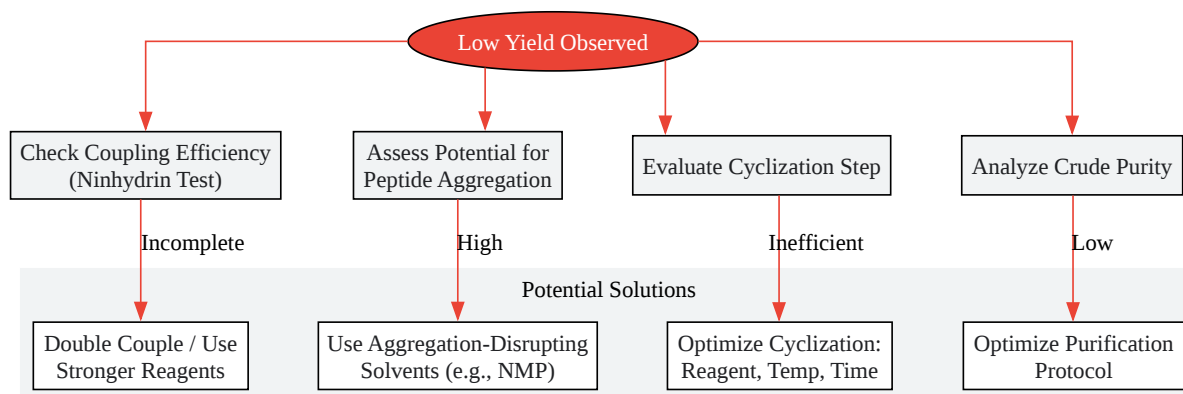 Low Yield Observed
Check Coupling Efficiency
(Ninhydrin Test)
Assess Potential for
Peptide Aggregation
Evaluate Cyclization Step
Analyze Crude Purity
Incomplete
High
Inefficient
Low
Potential Solutions
Double Couple / Use
Stronger Reagents
Use Aggregation-Disrupting
Solvents (e.g., NMP)
Optimize Cyclization:
Reagent, Temp, Time
Optimize Purification
Protocol